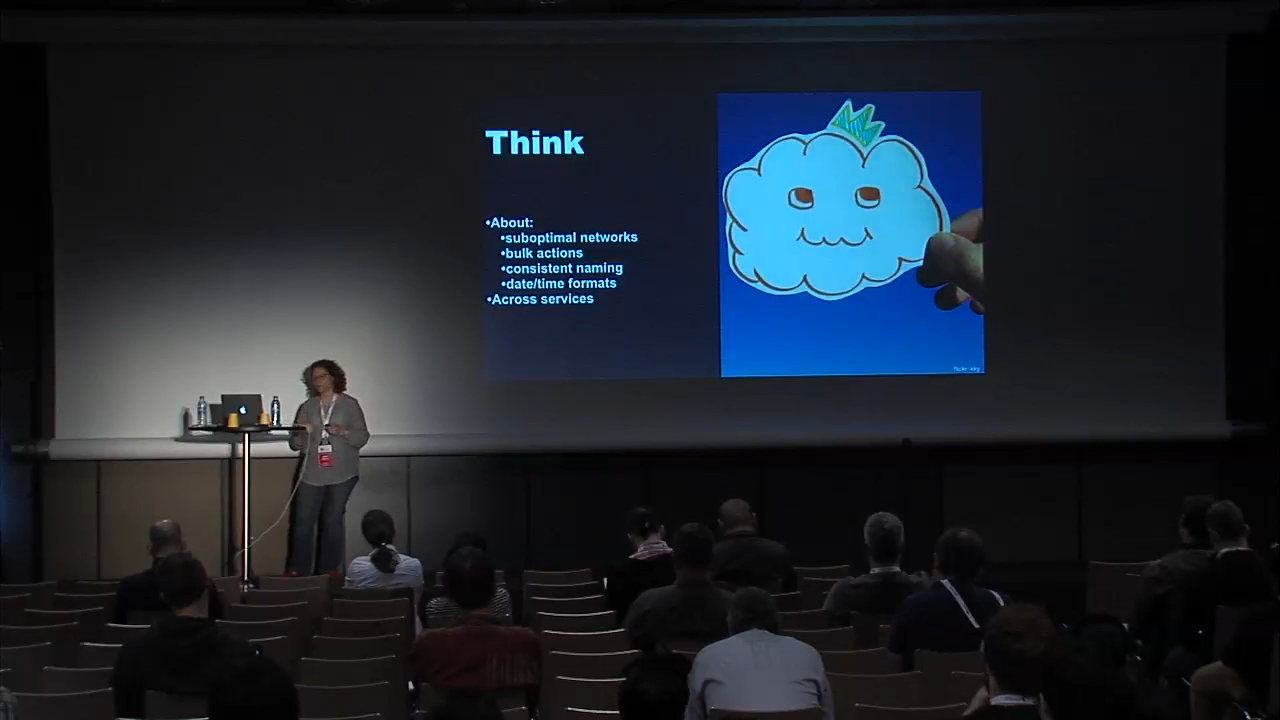 Think
•About:
•suboptimal networks
•bulk actions
•consistent naming
•date/time formats
•Across services